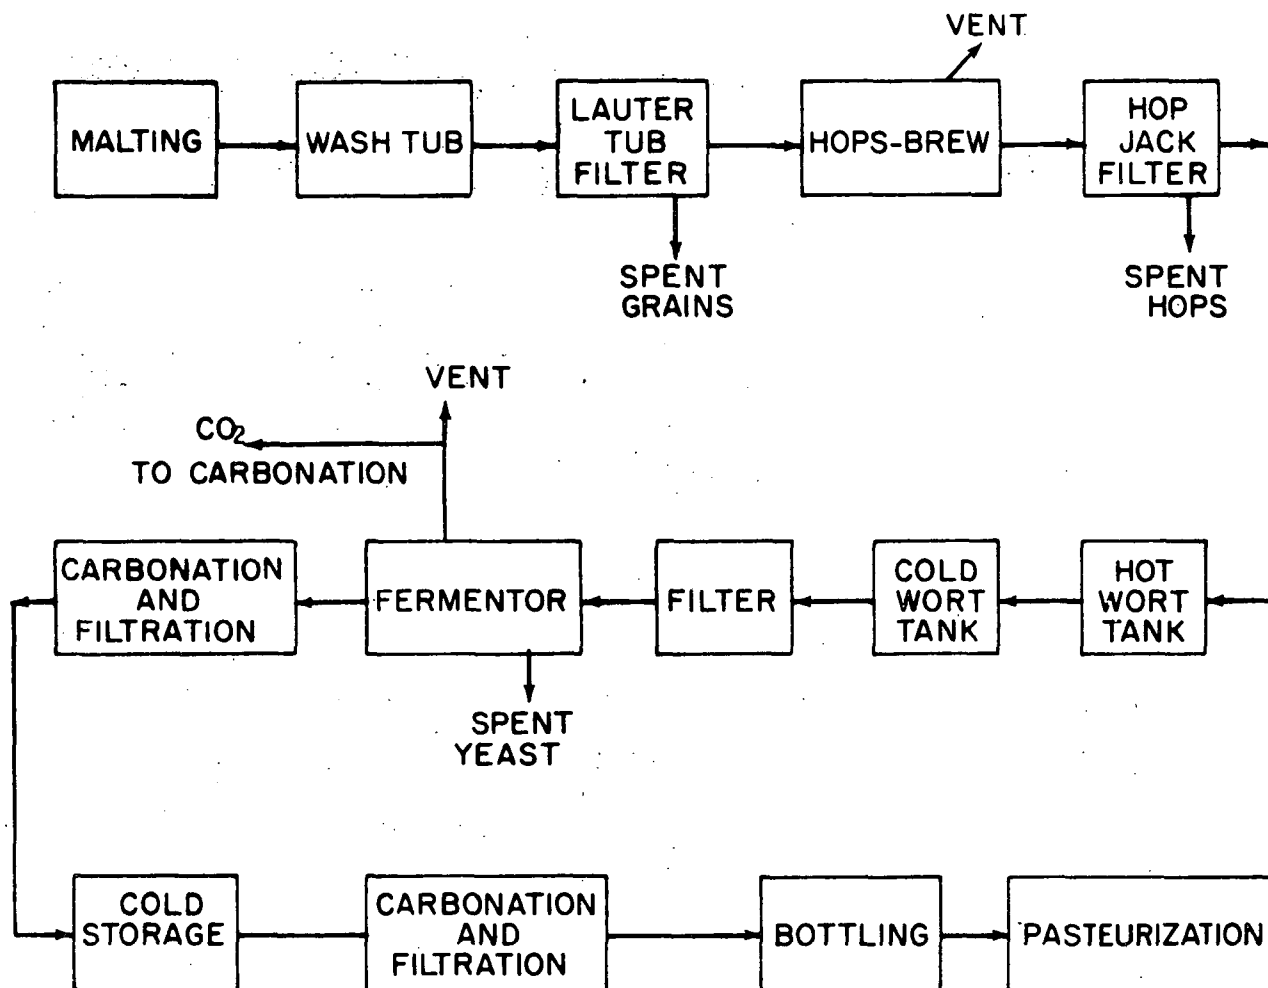 VENT
MALTING
WASH TUB
LAUTER
TUB
FILTER
HOPS-BREW
HOP
JACK
FILTER
SPENT
GRAINS
SPENT
HOPS
VENT
CO2
TO CARBONATION
CARBONATION
AND
FILTRATION
FERMENTOR
FILTER
COLD
WORT
TANK
HOT
WORT
TANK
SPENT
YEAST
COLD
STORAGE
CARBONATION
AND
FILTRATION
BOTTLING
PASTEURIZATION